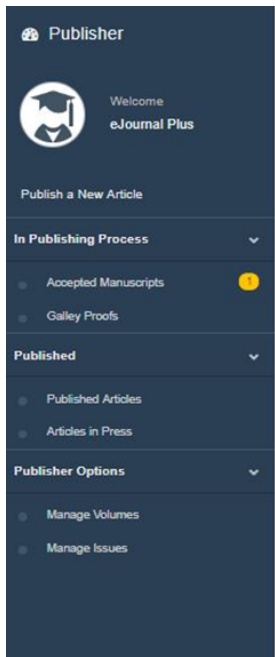 Publisher
Welcome
eJournal Plus
Publish a New Article
In Publishing Process
Accepted Manuscripts 1
Galley Proofs
Published
Published Articles
Articles in Press
Publisher Options
Manage Volumes
Manage Issues